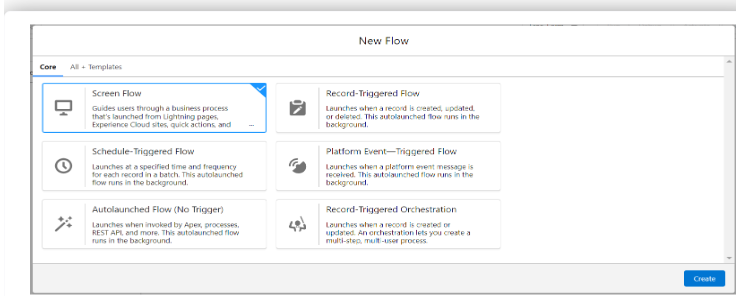 New Flow
Core All + Templates
Screen Flow
Guides users through a business process
that's launched from Lightning pages,
Experience Cloud sites, quick actions, and ...
Record-Triggered Flow
Launches when a record is created, updated,
or deleted. This autolaunched flow runs in the
background.
Schedule-Triggered Flow
Launches at a specified time and frequency
for each record in a batch. This autolaunched
flow runs in the background.
Platform Event—Triggered Flow
Launches when a platform event message is
received. This autolaunched flow runs in the
background.
Autolaunched Flow (No Trigger)
Launches when invoked by Apex, processes,
REST API, and more. This autolaunched flow
runs in the background.
Record-Triggered Orchestration
Launches when a record is created or
updated. An orchestration lets you create a
multi-step, multi-user process.
Create